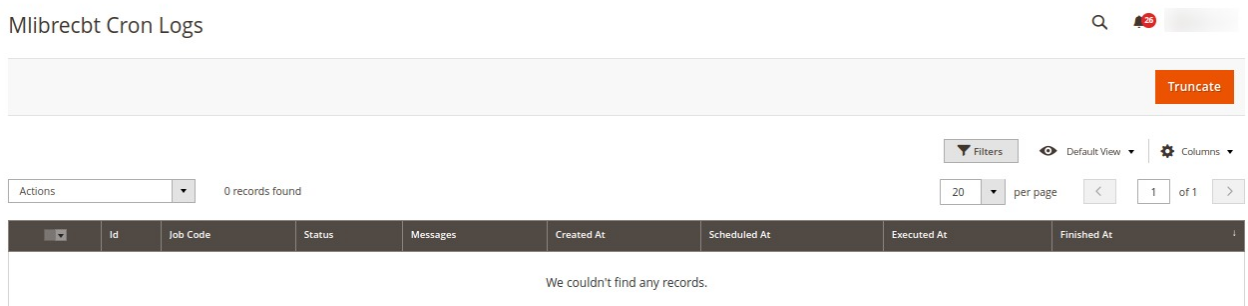 Mlibrecbt Cron Logs
26
Truncate
Filters Default View Columns
Actions 0 records found 20 per page 1 of 1
Id Job Code Status Messages Created At Scheduled At Executed At Finished At ↓
We couldn't find any records.